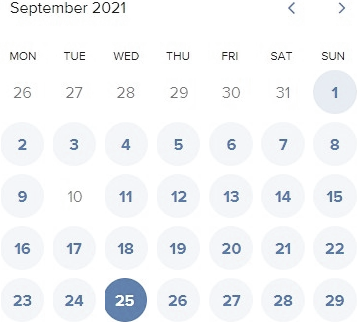 September 2021
MON TUE WED THU FRI SAT SUN
26 27 28 29 30 31 1
2 3 4 5 6 7 8
9 10 11 12 13 14 15
16 17 18 19 20 21 22
23 24 25 26 27 28 29